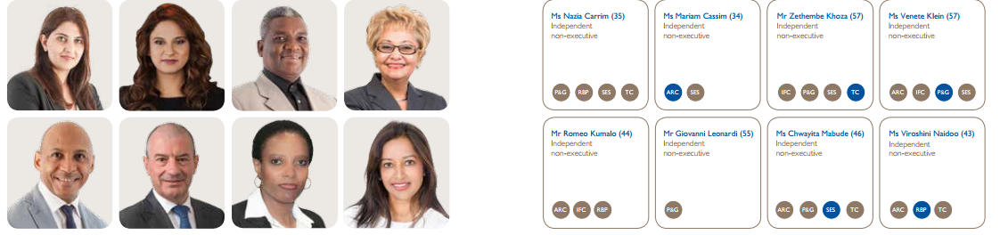 Ms Nazia Carrim (35)
Independent
non-executive
P&G RBP SES TC
Ms Mariam Cassim (34)
Independent
non-executive
ARC SES
Mr Zethembe Khoza (57)
Independent
non-executive
IFC P&G SES TC
Ms Venete Klein (57)
Independent
non-executive
ARC IFC P&G SES
Mr Romeo Kumalo (44)
Independent
non-executive
ARC IFC RBP
Mr Giovanni Leonardi (55)
Independent
non-executive
P&G
Ms Chwayita Mabude (46)
Independent
non-executive
ARC P&G SES TC
Ms Viroshini Naidoo (43)
Independent
non-executive
ARC RBP TC